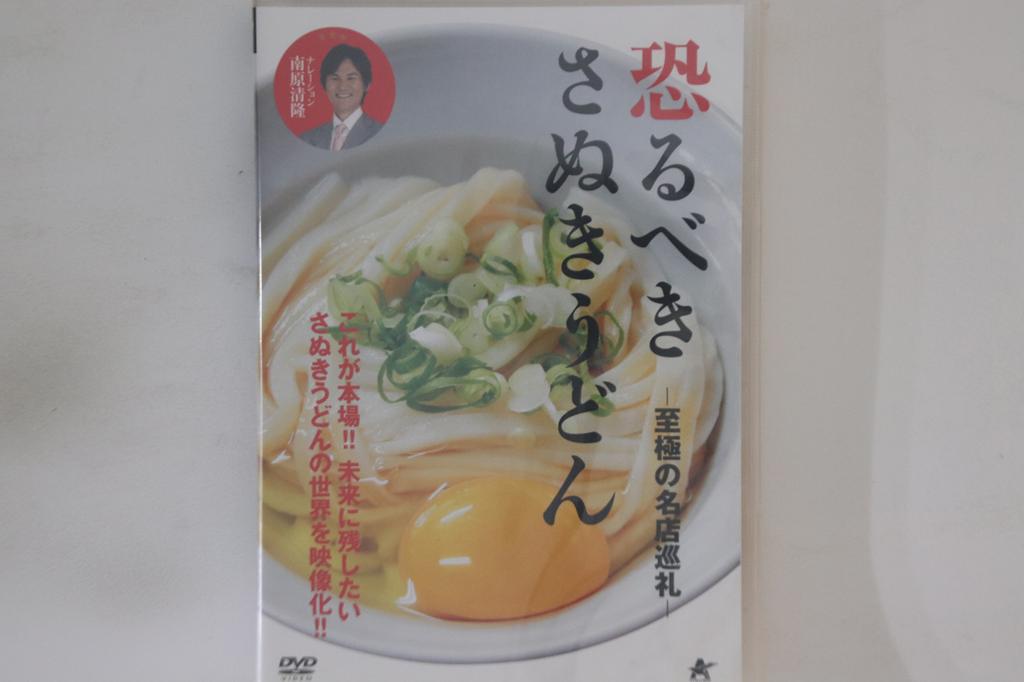 恐るべき
さぬきうどん
―至極の名店巡礼―
ナレーション
南原清隆
これが本場!! 未来に残したい
さぬきうどんの世界を映像化!!
DVD
VIDEO